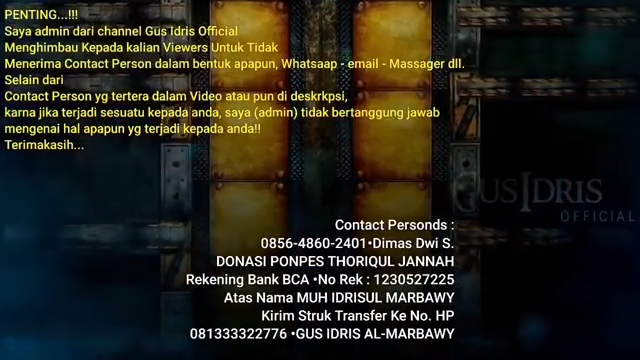 PENTING...!!!
Saya admin dari channel Gus Idris Official
Menghimbau Kepada kalian Viewers Untuk Tidak
Menerima Contact Person dalam bentuk apapun, Whatsaap - email - Massager dll.
Selain dari
Contact Person yg tertera dalam Video atau pun di deskrkpsi,
karna jika terjadi sesuatu kepada anda, saya (admin) tidak bertanggung jawab
mengenai hal apapun yg terjadi kepada anda!!
Terimakasih...
GUS IDRIS
OFFICIAL
Contact Personds :
0856-4860-2401•Dimas Dwi S.
DONASI PONPES THORIQUL JANNAH
Rekening Bank BCA •No Rek : 1230527225
Atas Nama MUH IDRISUL MARBAWY
Kirim Struk Transfer Ke No. HP
081333322776 •GUS IDRIS AL-MARBAWY